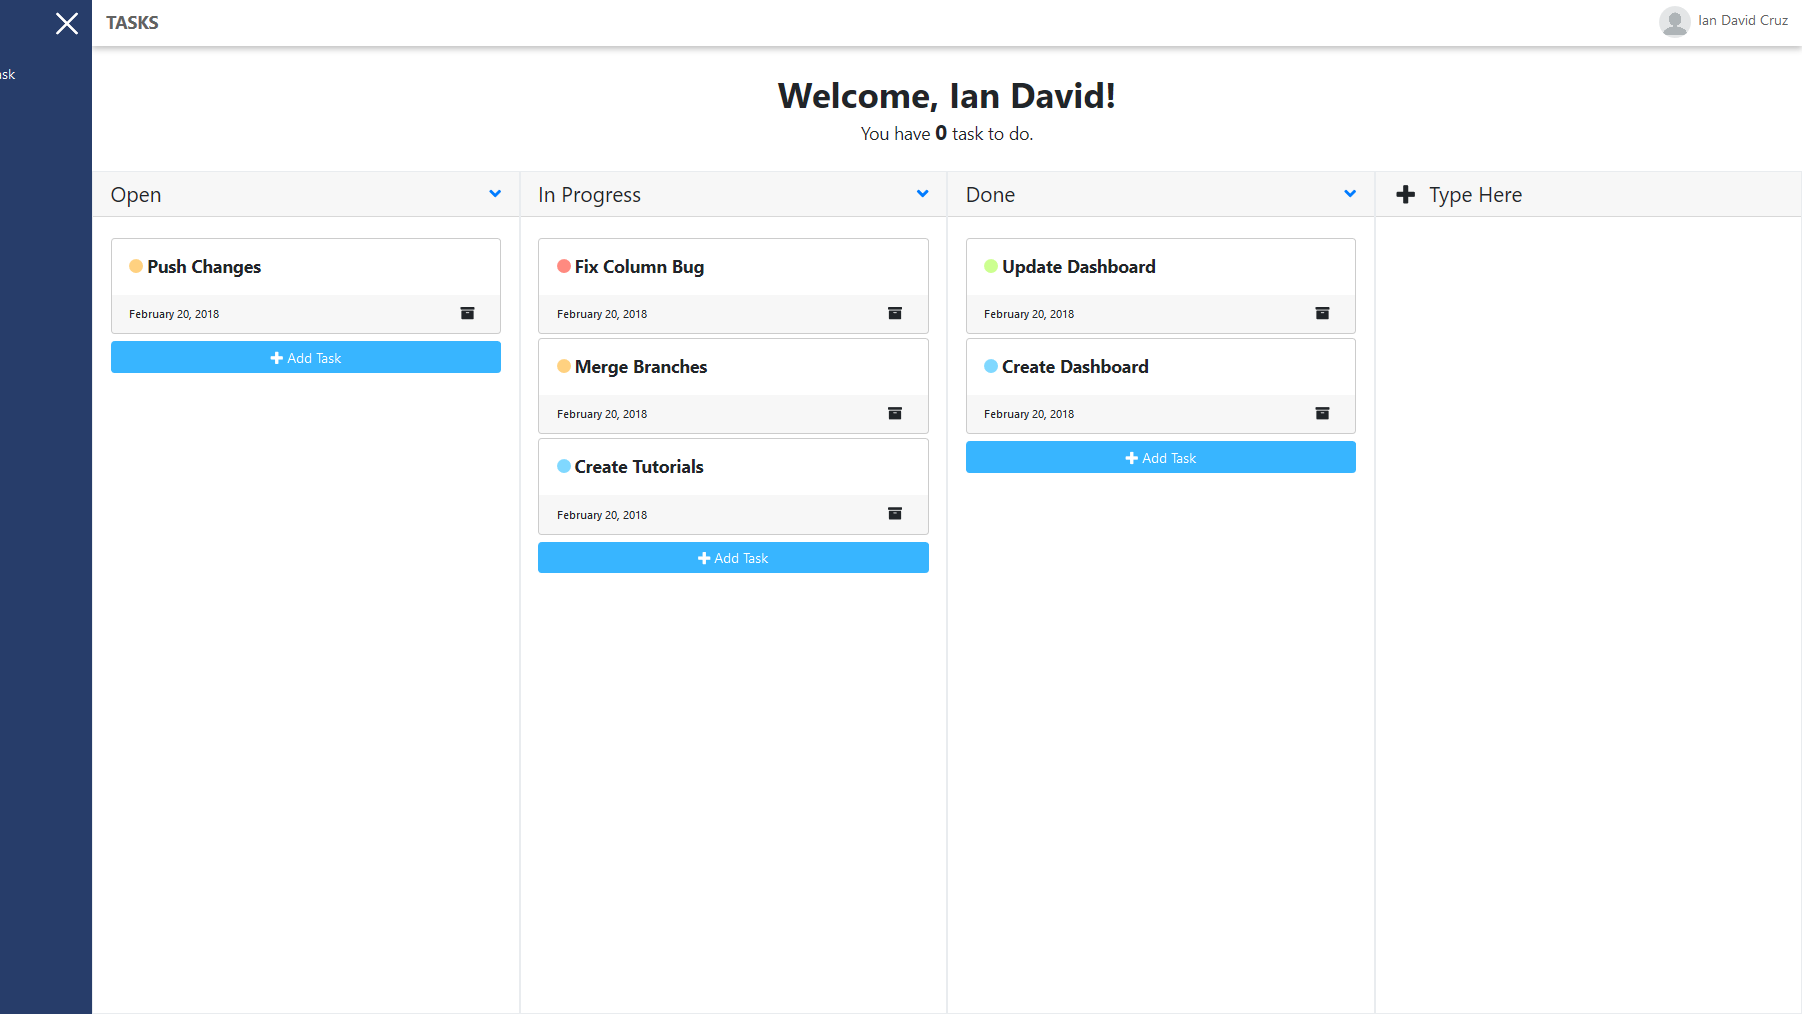 TASKS
Ian David Cruz
ask
Welcome, Ian David!
You have 0 task to do.
Open
Push Changes
February 20, 2018
Add Task
In Progress
Fix Column Bug
February 20, 2018
Merge Branches
February 20, 2018
Create Tutorials
February 20, 2018
Add Task
Done
Update Dashboard
February 20, 2018
Create Dashboard
February 20, 2018
Add Task
Type Here